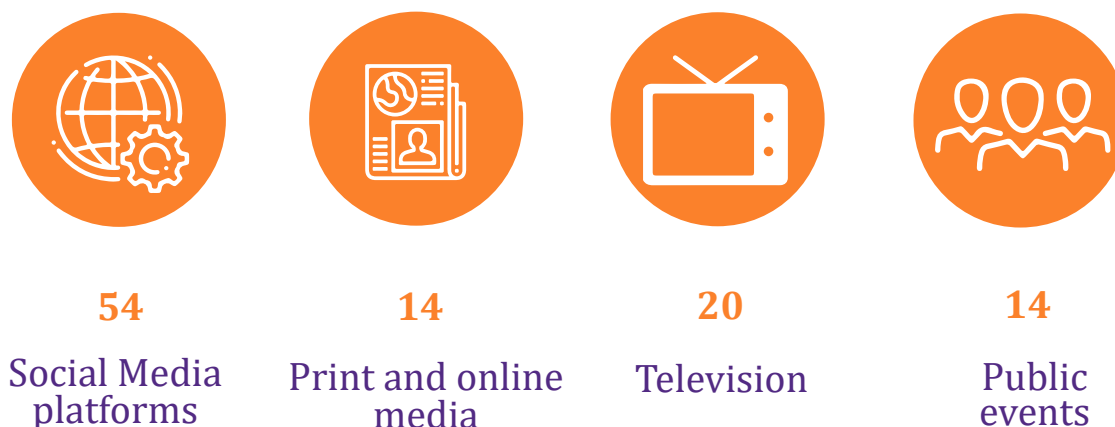 54
Social Media
platforms
14
Print and online
media
20
Television
14
Public
events